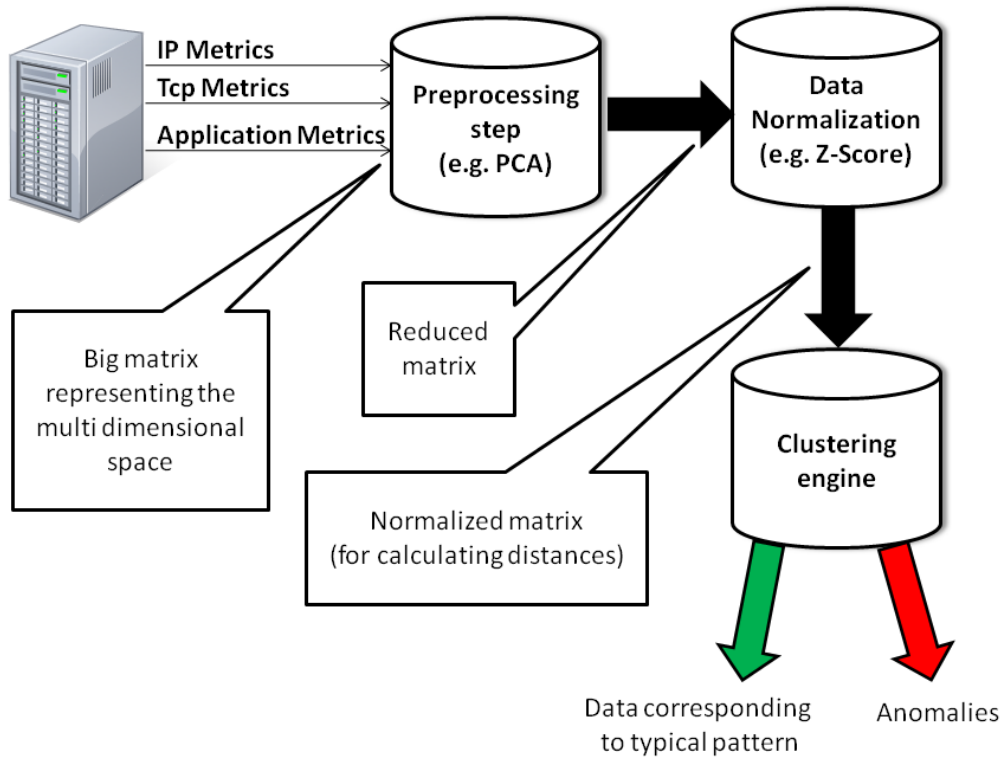 IP Metrics
Tcp Metrics
Application Metrics
Preprocessing
step
(e.g. PCA)
Data
Normalization
(e.g. Z-Score)
Big matrix
representing the
multi dimensional
space
Reduced
matrix
Normalized matrix
(for calculating distances)
Clustering
engine
Data corresponding
to typical pattern
Anomalies